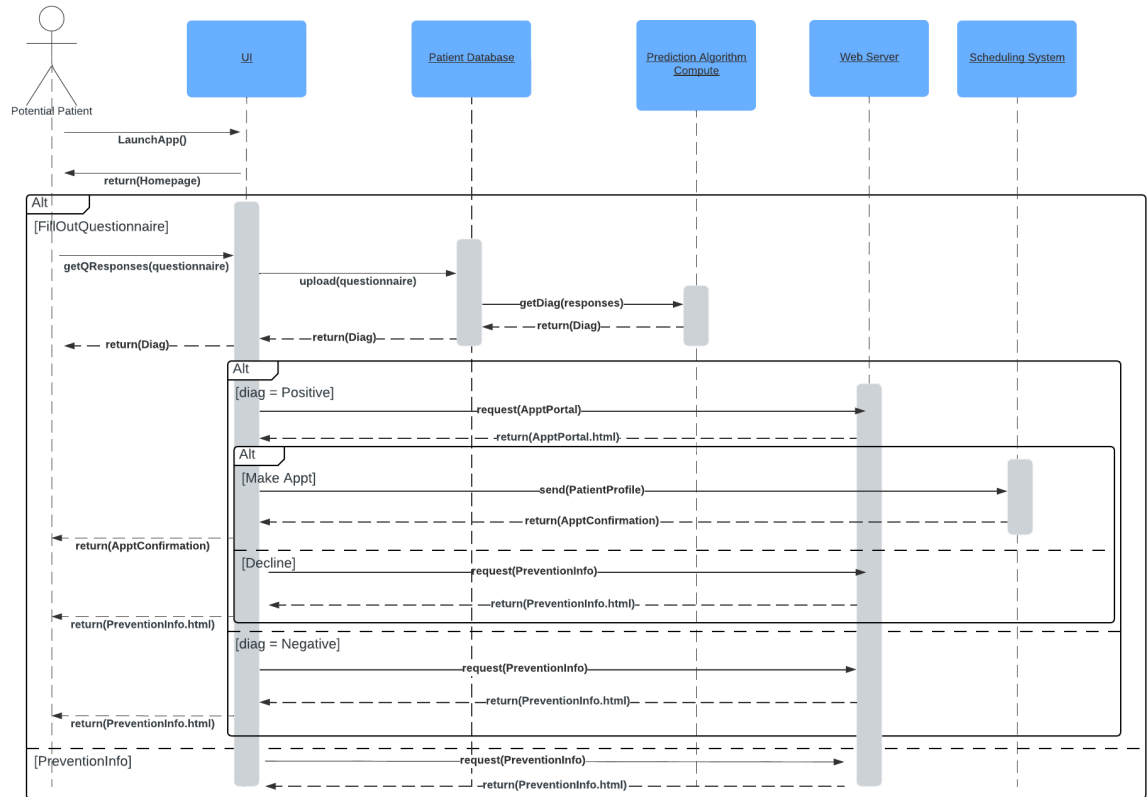 UI
Patient Database
Prediction Algorithm
Compute
Web Server
Scheduling System
Potential Patient
LaunchApp()
return(Homepage)
Alt
[FillOutQuestionnaire]
getQResponses(questionnaire)
upload(questionnaire)
getDiag(responses)
return(Diag)
return(Diag)
return(Diag)
Alt
[diag = Positive]
request(ApptPortal)
return(ApptPortal.html)
Alt
[Make Appt]
send(PatientProfile)
return(ApptConfirmation)
return(ApptConfirmation)
[Decline]
request(PreventionInfo)
return(PreventionInfo.html)
return(PreventionInfo.html)
[diag = Negative]
request(PreventionInfo)
return(PreventionInfo.html)
return(PreventionInfo.html)
[PreventionInfo]
request(PreventionInfo)
return(PreventionInfo.html)